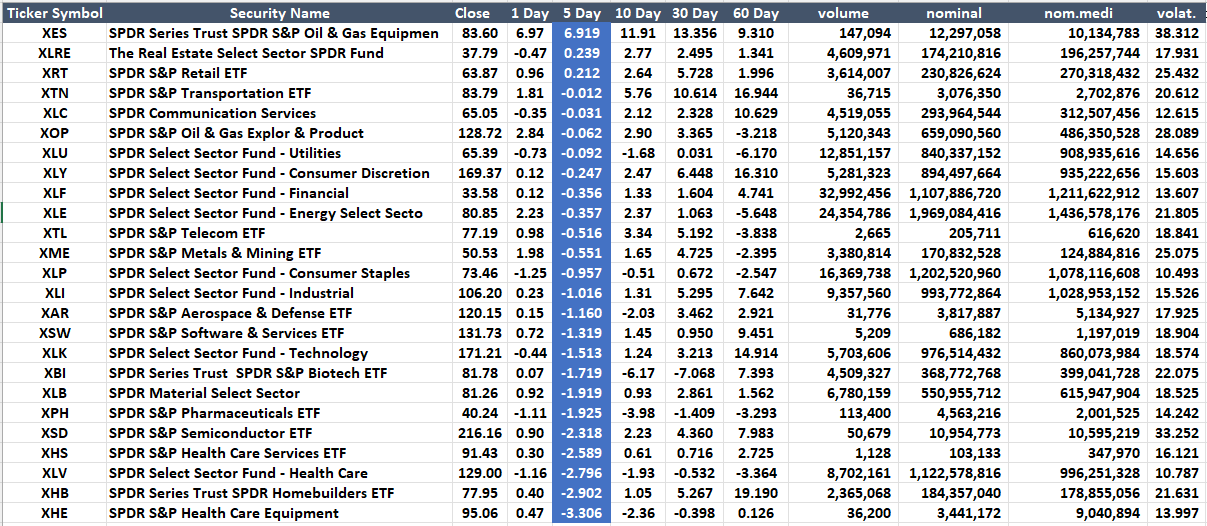 Ticker Symbol Security Name Close 1 Day 5 Day 10 Day 30 Day 60 Day volume nominal nom.medi volat.
XES SPDR Series Trust SPDR S&P Oil & Gas Equipmen 83.60 6.97 6.919 11.91 13.356 9.310 147,094 12,297,058 10,134,783 38.312
XLRE The Real Estate Select Sector SPDR Fund 37.79 -0.47 0.239 2.77 2.495 1.341 4,609,971 174,210,816 196,257,744 17.931
XRT SPDR S&P Retail ETF 63.87 0.96 0.212 2.64 5.728 1.996 3,614,007 230,826,624 270,318,432 25.432
XTN SPDR S&P Transportation ETF 83.79 1.81 -0.012 5.76 10.614 16.944 36,715 3,076,350 2,702,876 20.612
XLC SPDR Communication Services 65.05 -0.35 -0.031 2.12 2.328 10.629 4,519,055 293,964,544 312,507,456 12.615
XOP SPDR S&P Oil & Gas Explor & Product 128.72 2.84 -0.062 2.90 3.365 -3.218 5,120,343 659,090,560 486,350,528 28.089
XLU SPDR Select Sector Fund - Utilities 65.39 -0.73 -0.092 -1.68 0.031 -6.170 12,851,157 840,337,152 908,935,616 14.656
XLY SPDR Select Sector Fund - Consumer Discretion 169.37 0.12 -0.247 2.47 6.448 16.310 5,281,323 894,497,664 935,222,656 15.603
XLF SPDR Select Sector Fund - Financial 33.58 0.12 -0.356 1.33 1.604 4.741 32,992,456 1,107,886,720 1,211,622,912 13.607
XLE SPDR Select Sector Fund - Energy Select Secto 80.85 2.23 -0.357 2.37 1.063 -5.648 24,354,786 1,969,084,416 1,436,578,176 21.805
XTL SPDR S&P Telecom ETF 77.19 0.98 -0.516 3.34 5.192 -3.838 2,665 205,711 616,620 18.841
XME SPDR S&P Metals & Mining ETF 50.53 1.98 -0.551 1.65 4.725 -2.395 3,380,814 170,832,528 124,884,816 25.075
XLP SPDR Select Sector Fund - Consumer Staples 73.46 -1.25 -0.957 -0.51 0.672 -2.547 16,369,738 1,202,520,960 1,078,116,608 10.493
XLI SPDR Select Sector Fund - Industrial 106.20 0.23 -1.016 1.31 5.295 7.642 9,357,560 993,772,864 1,028,953,152 15.526
XAR SPDR S&P Aerospace & Defense ETF 120.15 0.15 -1.160 -2.03 3.462 2.921 31,776 3,817,887 5,134,927 17.925
XSW SPDR S&P Software & Services ETF 131.73 0.72 -1.319 1.45 0.950 9.451 5,209 686,182 1,197,019 18.904
XLK SPDR Select Sector Fund - Technology 171.21 -0.44 -1.513 1.24 3.213 14.914 5,703,606 976,514,432 860,073,984 18.574
XBI SPDR Series Trust SPDR S&P Biotech ETF 81.78 0.07 -1.719 -6.17 -7.068 7.393 4,509,327 368,772,768 399,041,728 22.075
XLB SPDR Material Select Sector 81.26 0.92 -1.919 0.93 2.861 1.562 6,780,159 550,955,712 615,947,904 18.525
XPH SPDR S&P Pharmaceuticals ETF 40.24 -1.11 -1.925 -3.98 -1.409 -3.293 113,400 4,563,216 2,001,525 14.242
XSD SPDR S&P Semiconductor ETF 216.16 0.90 -2.318 2.23 4.360 7.983 50,679 10,954,773 10,595,219 33.252
XHS SPDR S&P Health Care Services ETF 91.43 0.30 -2.589 0.61 0.716 2.725 1,128 103,133 347,970 16.121
XLV SPDR Select Sector Fund - Health Care 129.00 -1.16 -2.796 -1.93 -0.532 -3.364 8,702,161 1,122,578,816 996,251,328 10.787
XHB SPDR Series Trust SPDR Homebuilders ETF 77.95 0.40 -2.902 1.05 5.267 19.190 2,365,068 184,357,040 178,855,056 21.631
XHE SPDR S&P Health Care Equipment 95.06 0.47 -3.306 -2.36 -0.398 0.126 36,200 3,441,172 9,040,894 13.997